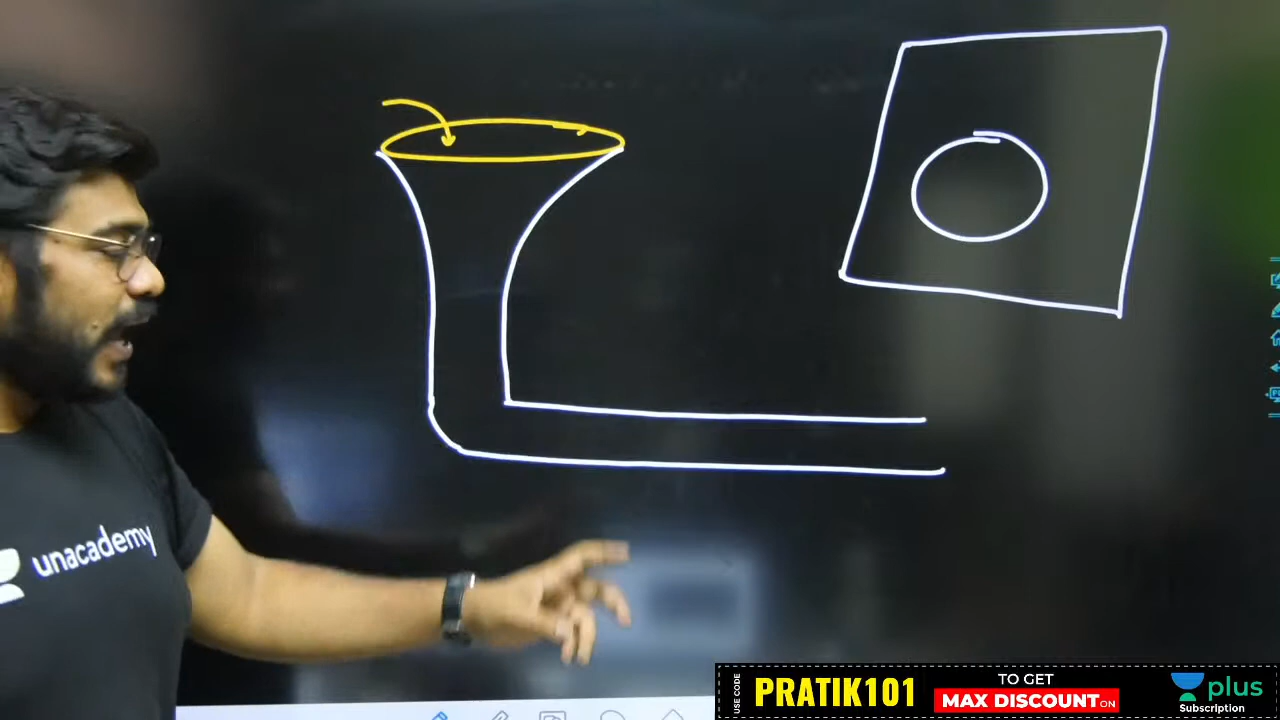 unacademy
USE CODE
PRATIK101
TO GET
MAX DISCOUNT ON
plus
Subscription